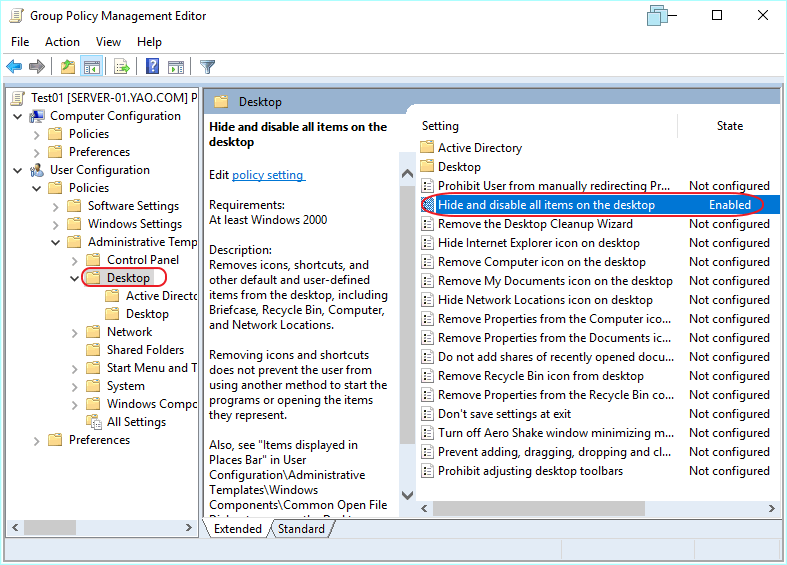 Group Policy Management Editor
File Action View Help
Test01 [SERVER-01.YAO.COM] P
Computer Configuration
Policies
Preferences
User Configuration
Policies
Software Settings
Windows Settings
Administrative Temp
Control Panel
Desktop
Active Directo
Desktop
Network
Shared Folders
Start Menu and T
System
Windows Compo
All Settings
Preferences
Desktop
Hide and disable all items on the
desktop
Edit policy setting
Requirements:
At least Windows 2000
Description:
Removes icons, shortcuts, and
other default and user-defined
items from the desktop, including
Briefcase, Recycle Bin, Computer,
and Network Locations.
Removing icons and shortcuts
does not prevent the user from
using another method to start the
programs or opening the items
they represent.
Also, see "Items displayed in
Places Bar" in User
Configuration\Administrative
Templates\Windows
Components\Common Open File
Setting State
Active Directory
Desktop
Prohibit User from manually redirecting Pr... Not configured
Hide and disable all items on the desktop Enabled
Remove the Desktop Cleanup Wizard Not configured
Hide Internet Explorer icon on desktop Not configured
Remove Computer icon on the desktop Not configured
Remove My Documents icon on the desktop Not configured
Hide Network Locations icon on desktop Not configured
Remove Properties from the Computer ico... Not configured
Remove Properties from the Documents ic... Not configured
Do not add shares of recently opened docu... Not configured
Remove Recycle Bin icon from desktop Not configured
Remove Properties from the Recycle Bin co... Not configured
Don't save settings at exit Not configured
Turn off Aero Shake window minimizing m... Not configured
Prevent adding, dragging, dropping and cl... Not configured
Prohibit adjusting desktop toolbars Not configured
Extended Standard